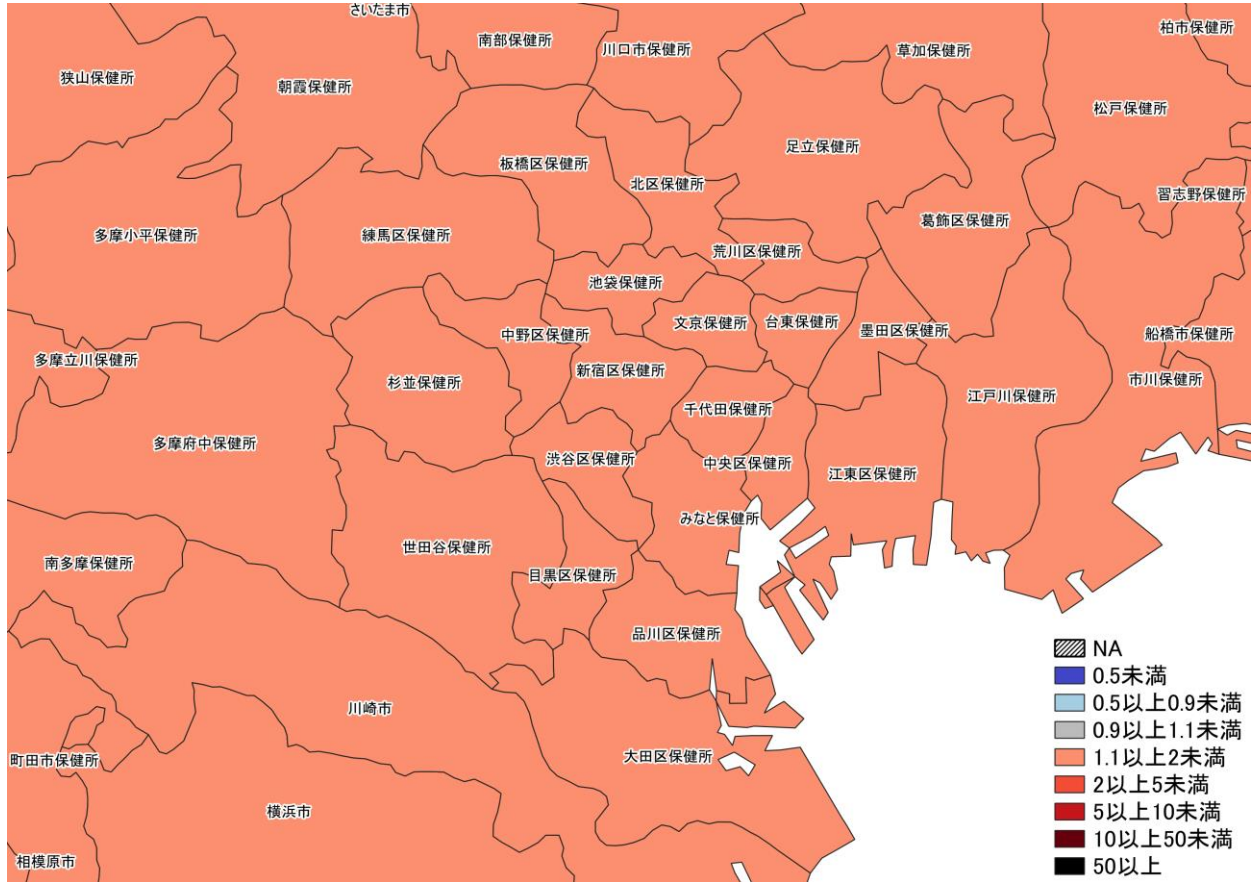 さいたま市
南部保健所
川口市保健所
草加保健所
柏市保健所
狭山保健所
朝霞保健所
松戸保健所
足立保健所
板橋区保健所
北区保健所
習志野保健所
葛飾区保健所
多摩小平保健所
練馬区保健所
荒川区保健所
池袋保健所
文京保健所
台東保健所
墨田区保健所
中野区保健所
船橋市保健所
多摩立川保健所
杉並保健所
新宿区保健所
市川保健所
千代田保健所
江戸川保健所
多摩府中保健所
渋谷区保健所
中央区保健所
江東区保健所
みなと保健所
世田谷保健所
南多摩保健所
目黒区保健所
品川区保健所
川崎市
大田区保健所
町田市保健所
横浜市
相模原市
NA
0.5未満
0.5以上0.9未満
0.9以上1.1未満
1.1以上2未満
2以上5未満
5以上10未満
10以上50未満
50以上